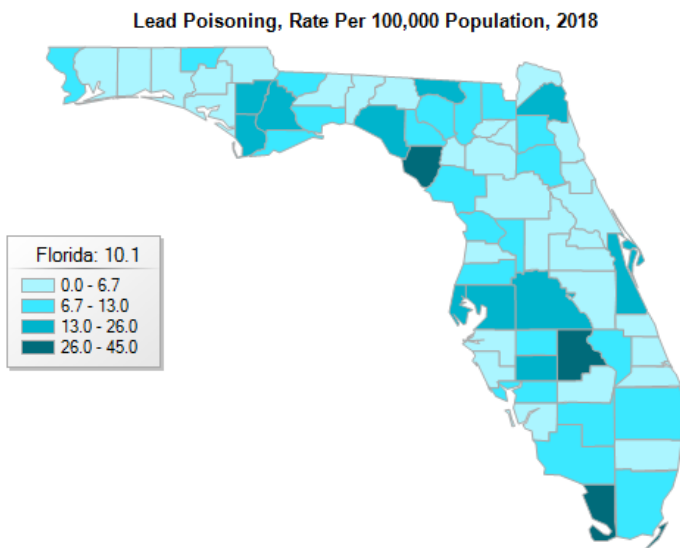 Lead Poisoning, Rate Per 100,000 Population, 2018
Florida: 10.1
0.0 - 6.7
6.7 - 13.0
13.0 - 26.0
26.0 - 45.0